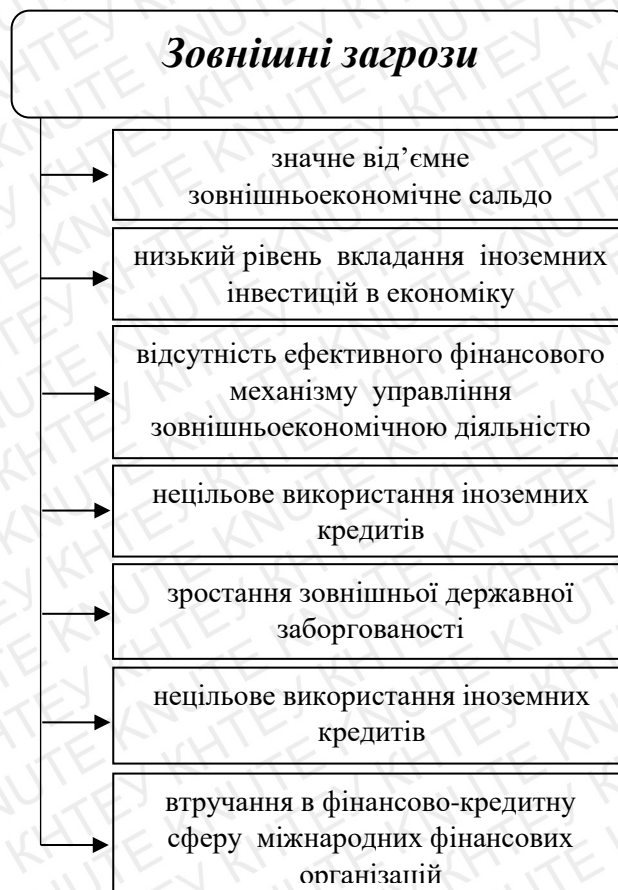 Зовнішні загрози
значне від’ємне
зовнішньоекономічне сальдо
низький рівень вкладання іноземних
інвестицій в економіку
відсутність ефективного фінансового
механізму управління
зовнішньоекономічною діяльністю
нецільове використання іноземних
кредитів
зростання зовнішньої державної
заборгованості
нецільове використання іноземних
кредитів
втручання в фінансово-кредитну
сферу міжнародних фінансових
організацій